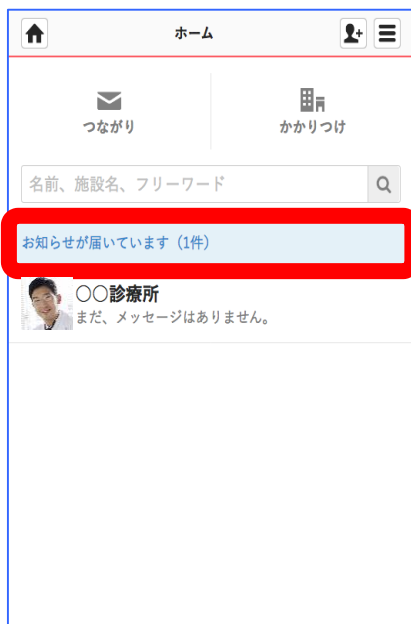 ホーム
つながり
かかりつけ
名前、施設名、フリーワード
お知らせが届いています（1件）
○○診療所
まだ、メッセージはありません。